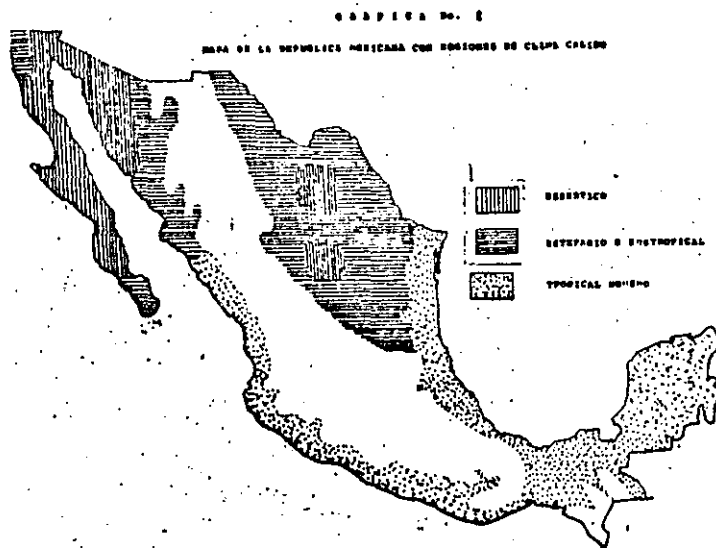 GRAFICA No.
MAPA DE LA REPUBLICA MEXICANA CON REGIONES DE CLIMA CALIDO
DESERTICO
ESTEPARIO O SUBTROPICAL
TROPICAL HUMEDO